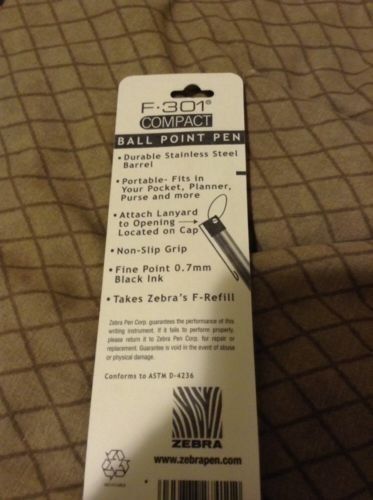 F·301®
COMPACT
BALL POINT PEN
• Durable Stainless Steel
Barrel
• Portable- Fits in
Your Pocket, Planner,
Purse and more
• Attach Lanyard
to Opening
Located on Cap
• Non-Slip Grip
• Fine Point 0.7mm
Black Ink
• Takes Zebra's F-Refill
Zebra Pen Corp. guarantees the performance of this
writing instrument. If it fails to perform properly,
please return it to Zebra Pen Corp. for repair or
replacement. Guarantee is void in the event of abuse
or physical damage.
Conforms to ASTM D-4236
ZEBRA
www.zebrapen.com